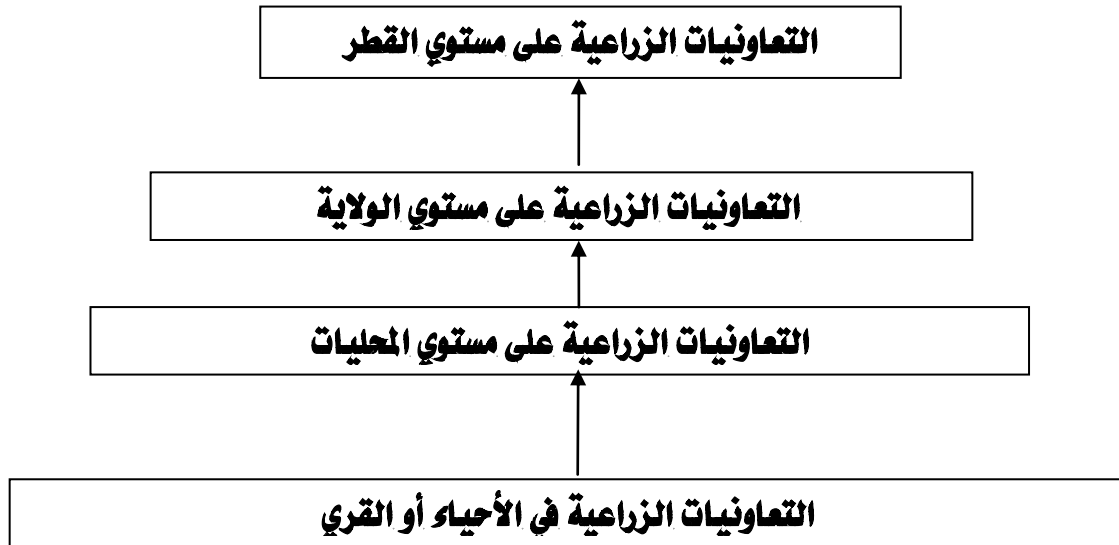 التعاونيات الزراعية على مستوي القطر
التعاونيات الزراعية على مستوي الولاية
التعاونيات الزراعية على مستوي المحليات
التعاونيات الزراعية في الأحياء أو القري